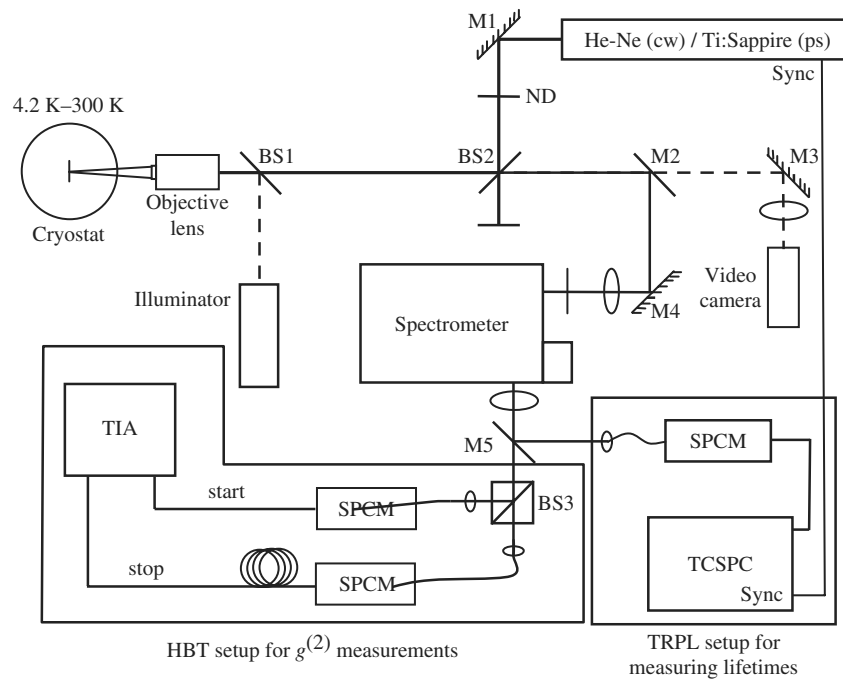 M1
He-Ne (cw) / Ti:Sappire (ps)
Sync
ND
4.2 K–300 K
BS1
BS2
M2
M3
Objective
lens
Cryostat
Illuminator
Spectrometer
M4
Video
camera
TIA
M5
SPCM
start
SPCM
BS3
stop
SPCM
TCSPC
Sync
HBT setup for g(2) measurements
TRPL setup for
measuring lifetimes